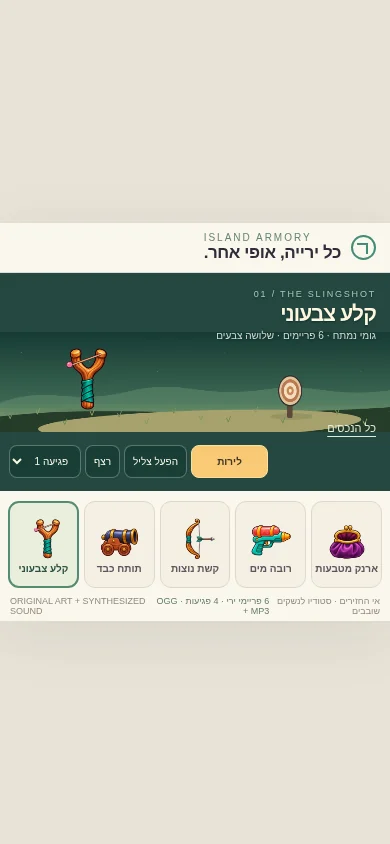 ISLAND ARMORY
כל ירייה, אופי אחר.
01 / THE SLINGSHOT
קלע צבעוני
גומי נמתח · 6 פריימים · שלושה צבעים
כל הנכסים
לירות
הפעל צליל
רצף
פגיעה 1
ארנק מטבעות
רובה מים
קשת נוצות
תותח כבד
קלע צבעוני
אי החזירים · סטודיו לנשקים
שובבים
6 פריימי ירי · 4 פגיעות · OGG
+ MP3
ORIGINAL ART + SYNTHESIZED
SOUND